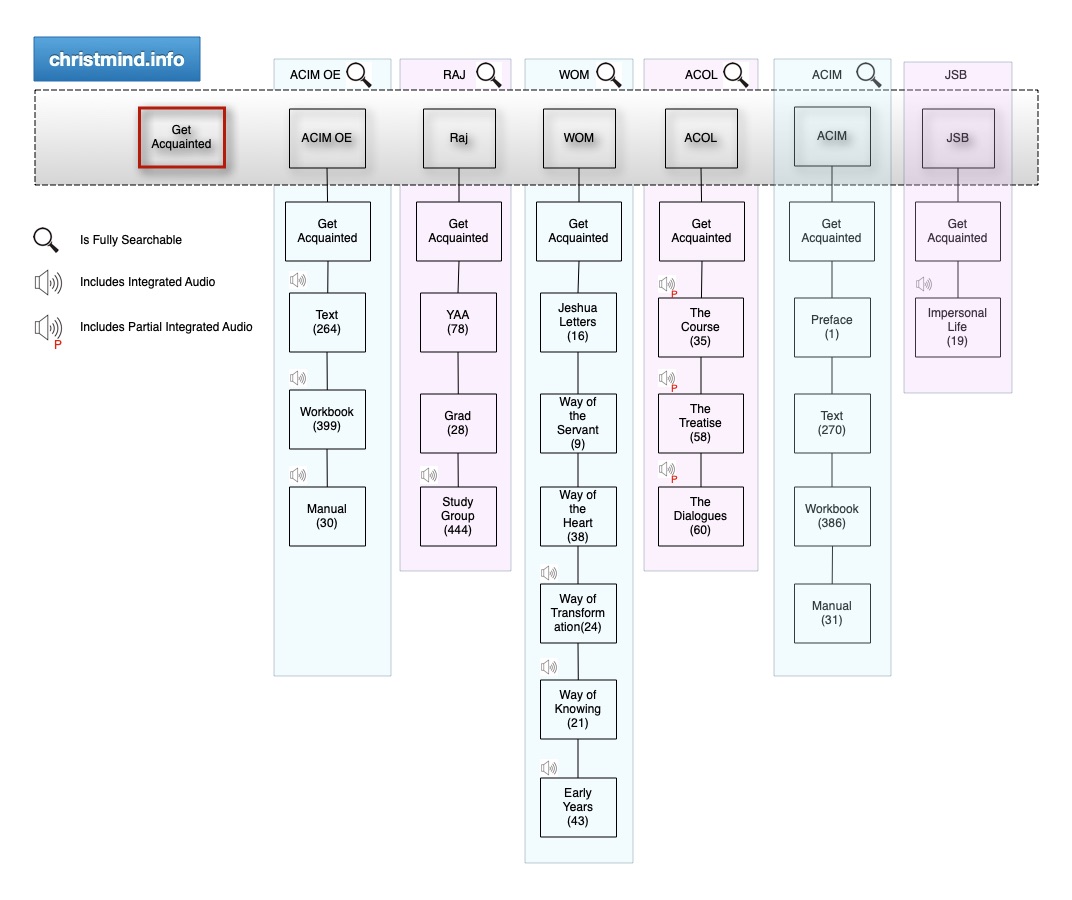 christmind.info
ACIM OE
RAJ
WOM
ACOL
ACIM
JSB
Get
Acquainted
ACIM OE
Raj
WOM
ACOL
ACIM
JSB
Is Fully Searchable
Includes Integrated Audio
P
Includes Partial Integrated Audio
Get
Acquainted
Text
(264)
Workbook
(399)
Manual
(30)
Get
Acquainted
YAA
(78)
Grad
(28)
Study
Group
(444)
Get
Acquainted
Jeshua
Letters
(16)
Way of
the
Servant
(9)
Way of
the
Heart
(38)
Way of
Transform
ation(24)
Way of
Knowing
(21)
Early
Years
(43)
Get
Acquainted
P
The
Course
(35)
P
The
Treatise
(58)
P
The
Dialogues
(60)
Get
Acquainted
Preface
(1)
Text
(270)
Workbook
(386)
Manual
(31)
Get
Acquainted
Impersonal
Life
(19)